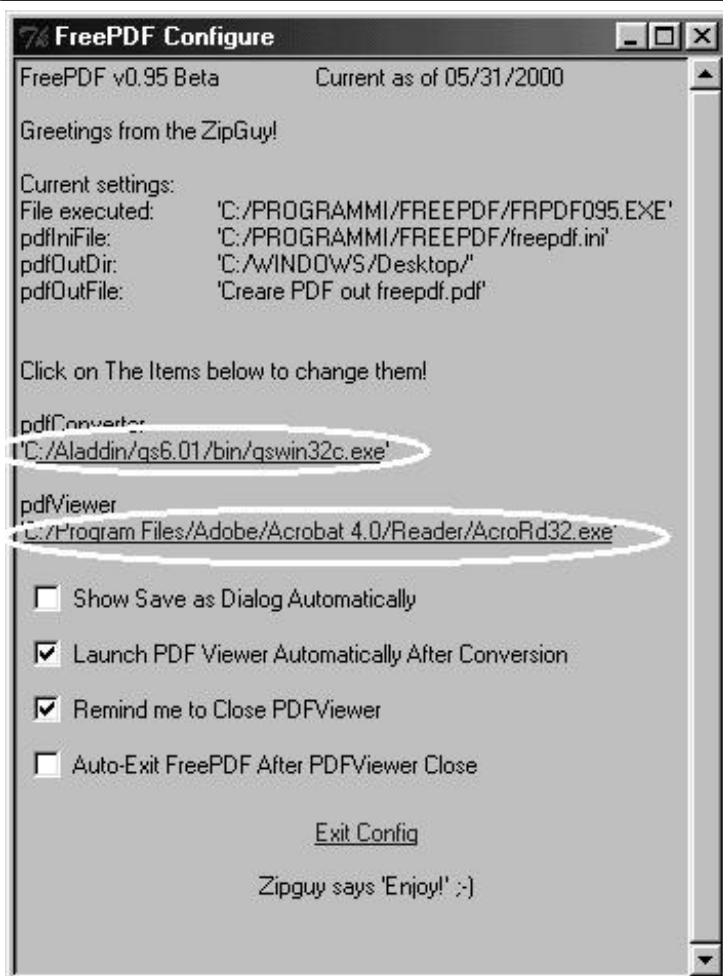 FreePDF Configure
FreePDF v0.95 Beta Current as of 05/31/2000
Greetings from the ZipGuy!
Current settings:
File executed: 'C:/PROGRAMMI/FREEPDF/FRPDF095.EXE'
pdfIniFile: 'C:/PROGRAMMI/FREEPDF/freepdf.ini'
pdfOutDir: 'C:/WINDOWS/Desktop/'
pdfOutFile: 'Creare PDF out freepdf.pdf'
Click on The Items below to change them!
pdfConverter
'C:/Aladdin/gs6.01/bin/gswin32c.exe'
pdfViewer
'C:/Program Files/Adobe/Acrobat 4.0/Reader/AcroRd32.exe'
Show Save as Dialog Automatically
Launch PDF Viewer Automatically After Conversion
Remind me to Close PDFViewer
Auto-Exit FreePDF After PDFViewer Close
Exit Config
Zipguy says 'Enjoy!' ;-)